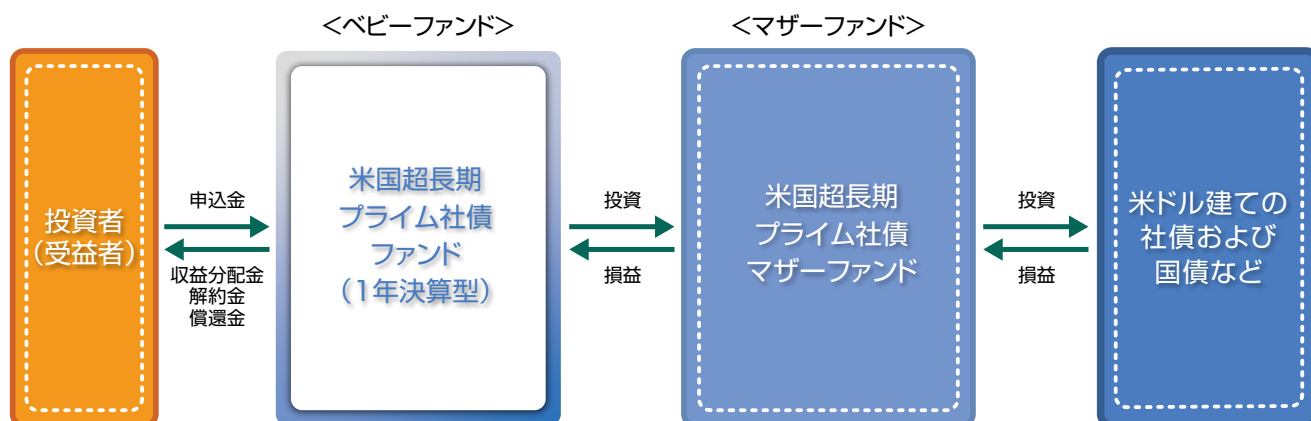 <ベビーファンド>
<マザーファンド>
投資者
(受益者)
申込金
収益分配金
解約金
償還金
米国超長期
プライム社債
ファンド
(1年決算型)
投資
損益
米国超長期
プライム社債
マザーファンド
投資
損益
米ドル建ての
社債および
国債など